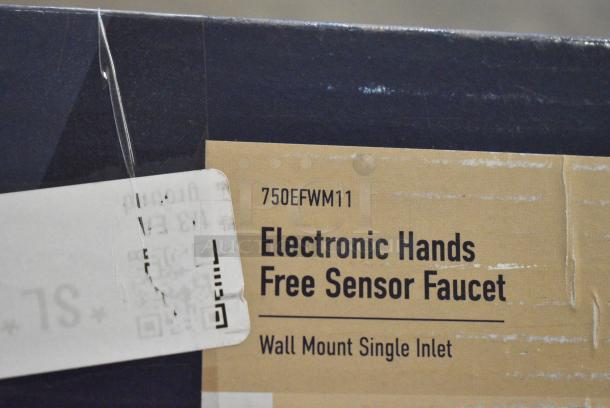 750EFWM11
Electronic Hands
Free Sensor Faucet
Wall Mount Single Inlet